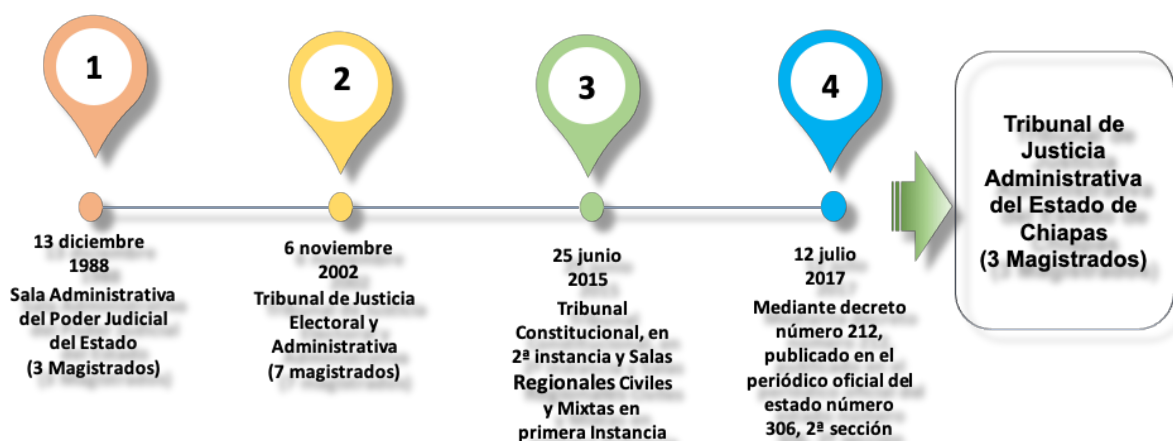 1
13 diciembre
1988
Sala Administrativa
del Poder Judicial
del Estado
(3 Magistrados)
2
6 noviembre
2002
Tribunal de Justicia
Electoral y
Administrativa
(7 magistrados)
3
25 junio
2015
Tribunal
Constitucional, en
2ª instancia y Salas
Regionales Civiles
y Mixtas en
primera Instancia
4
12 julio
2017
Mediante decreto
número 212,
publicado en el
periódico oficial del
estado número
306, 2ª sección
Tribunal de
Justicia
Administrativa
del Estado de
Chiapas
(3 Magistrados)